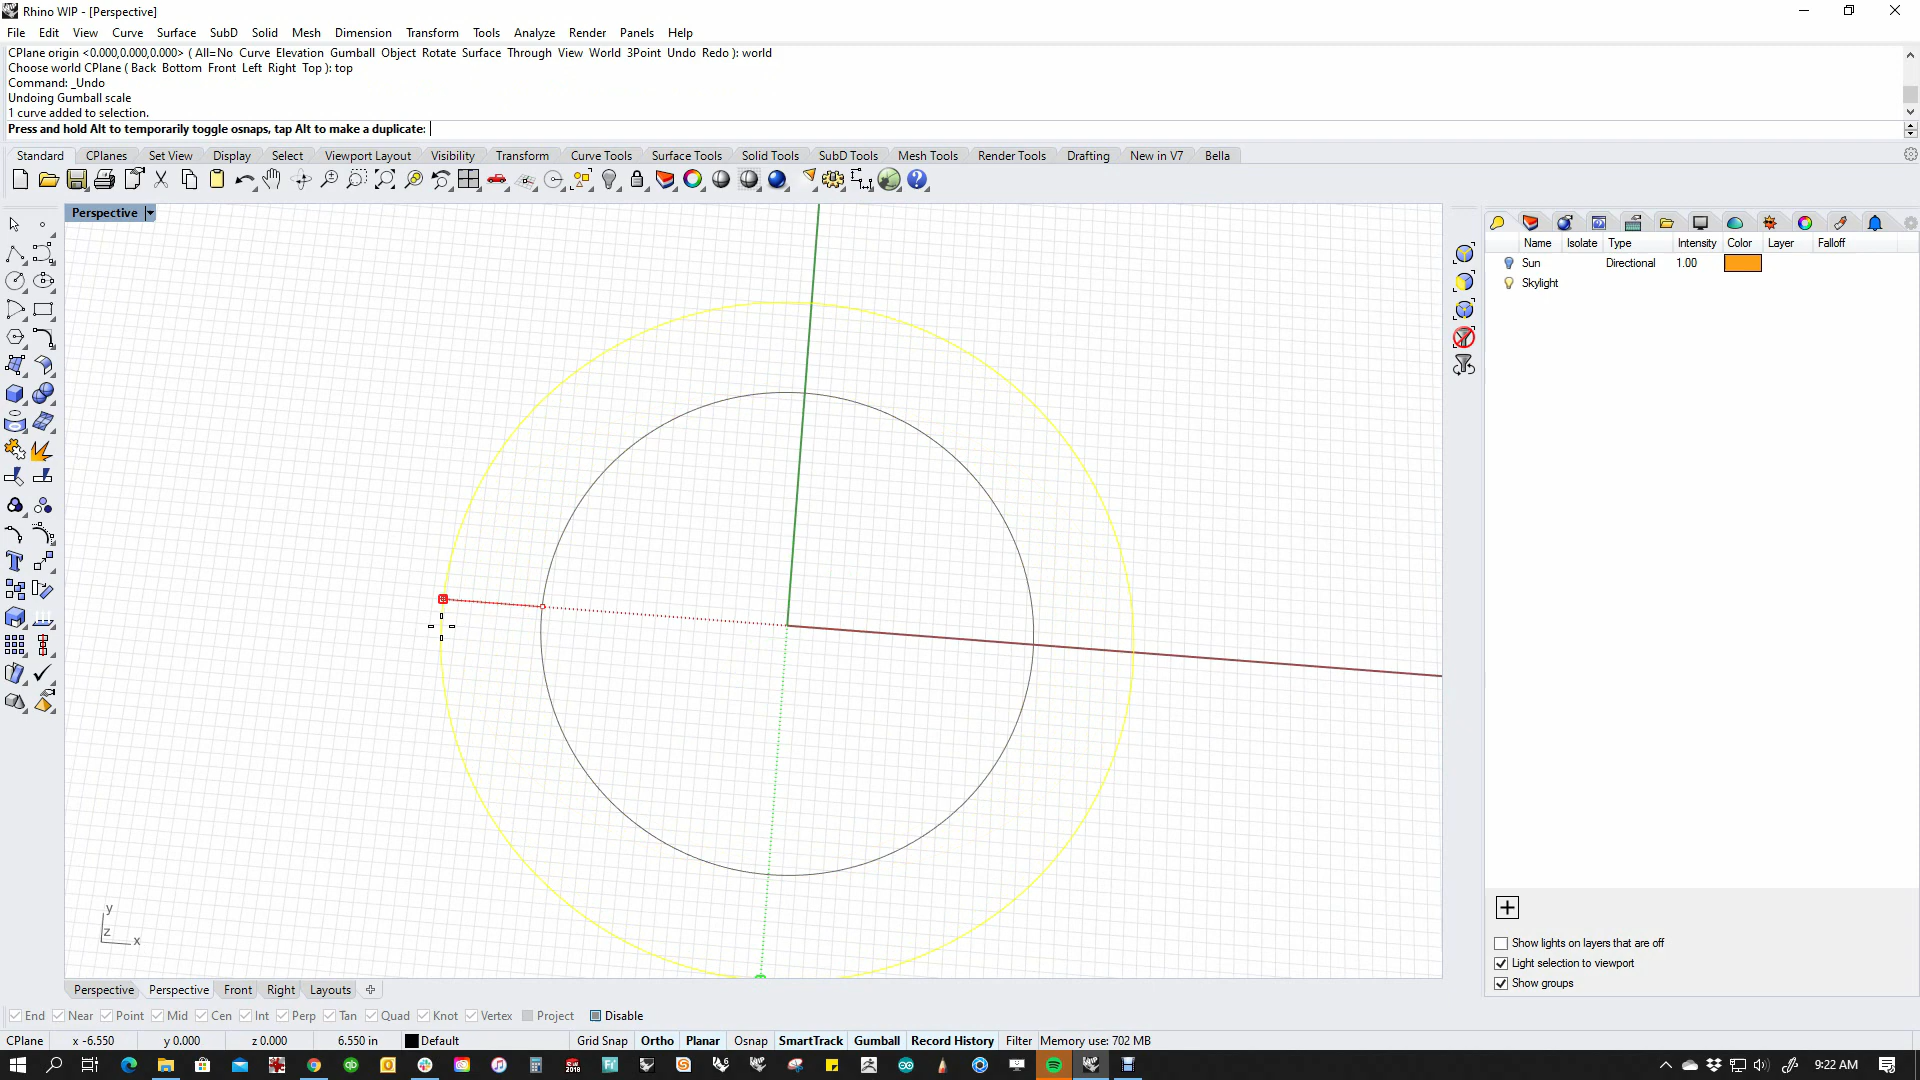 Rhino WIP - [Perspective]
File Edit View Curve Surface SubD Solid Mesh Dimension Transform Tools Analyze Render Panels Help
CPlane origin <0.000,0.000,0.000> ( All=No Curve Elevation Gumball Object Rotate Surface Through View World 3Point Undo Redo ): world
Choose world CPlane ( Back Bottom Front Left Right Top ): top
Command: _Undo
Undoing Gumball scale
1 curve added to selection.
Press and hold Alt to temporarily toggle osnaps, tap Alt to make a duplicate:
Standard CPlanes Set View Display Select Viewport Layout Visibility Transform Curve Tools Surface Tools Solid Tools SubD Tools Mesh Tools Render Tools Drafting New in V7 Bella
Perspective
Name Isolate Type Intensity Color Layer Falloff
Sun Directional 1.00
Skylight
y
z x
Show lights on layers that are off
Light selection to viewport
Show groups
Perspective Perspective Front Right Layouts
End Near Point Mid Cen Int Perp Tan Quad Knot Vertex Project Disable
CPlane x -6.550 y 0.000 z 0.000 6.550 in Default Grid Snap Ortho Planar Osnap SmartTrack Gumball Record History Filter Memory use: 702 MB
9:22 AM